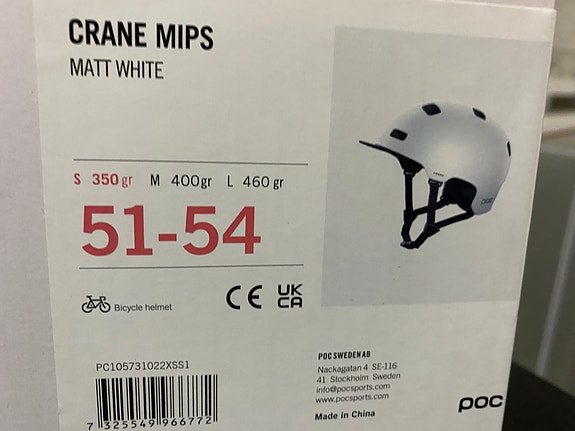 CRANE MIPS
MATT WHITE
S 350gr M 400gr L 460 gr
51-54
Bicycle helmet
CE UK CA
PC105731022XSS1
7 325549 966772
POC SWEDEN AB
Nackagatan 4 SE-116
41 Stockholm Sweden
info@pocsports.com
www.pocsports.com
Made in China
poc
poc